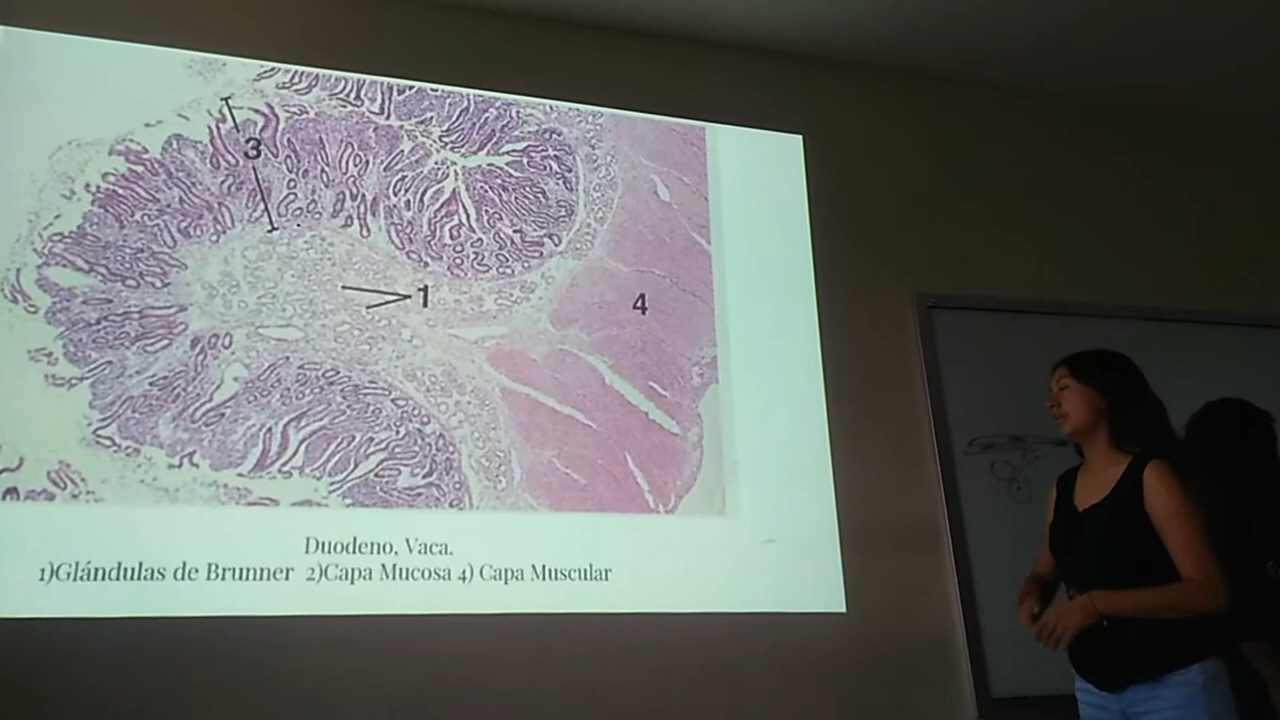 3
1
4
Duodeno, Vaca.
1)Glándulas de Brunner 2)Capa Mucosa 4) Capa Muscular